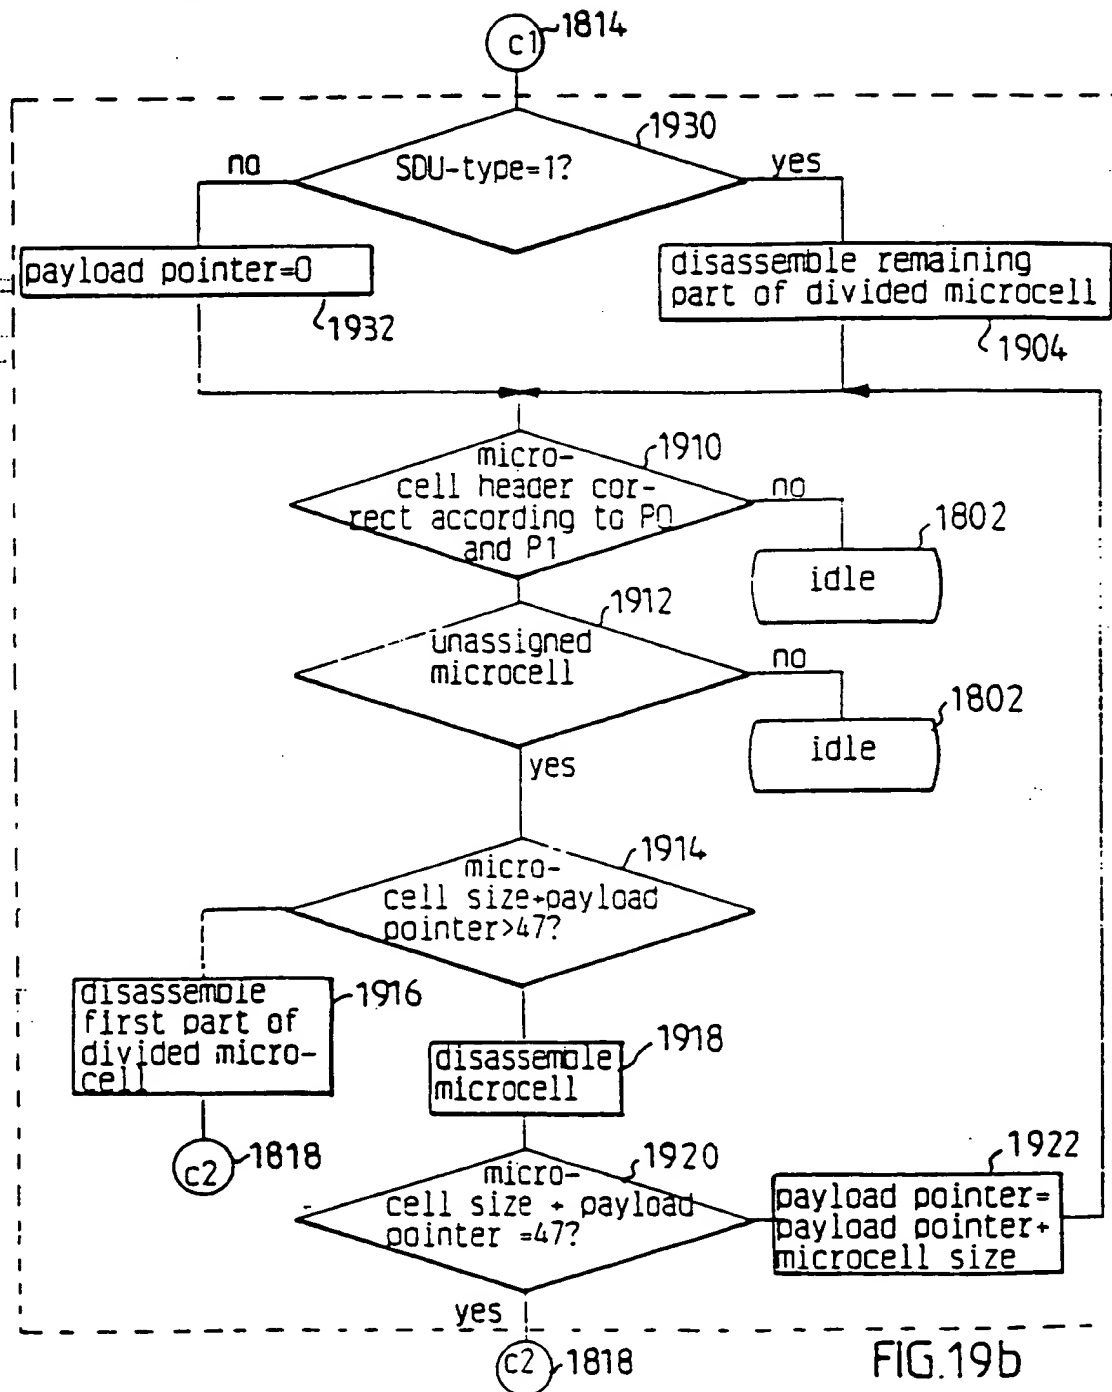 c1
1814
1930
no
SDU-type=1?
yes
payload pointer=0
1932
disassemble remaining
part of divided microcell
1904
micro-
cell header cor-
rect according to P0
and P1
1910
no
1802
idle
1912
unassigned
microcell
no
1802
idle
yes
1914
micro-
cell size+payload
pointer>47?
disassemble
first part of
divided micro-
cell
1916
disassemble
microcell
1918
c2
1818
1920
micro-
cell size + payload
pointer =47?
1922
payload pointer=
payload pointer+
microcell size
yes
c2
1818
FIG.19b